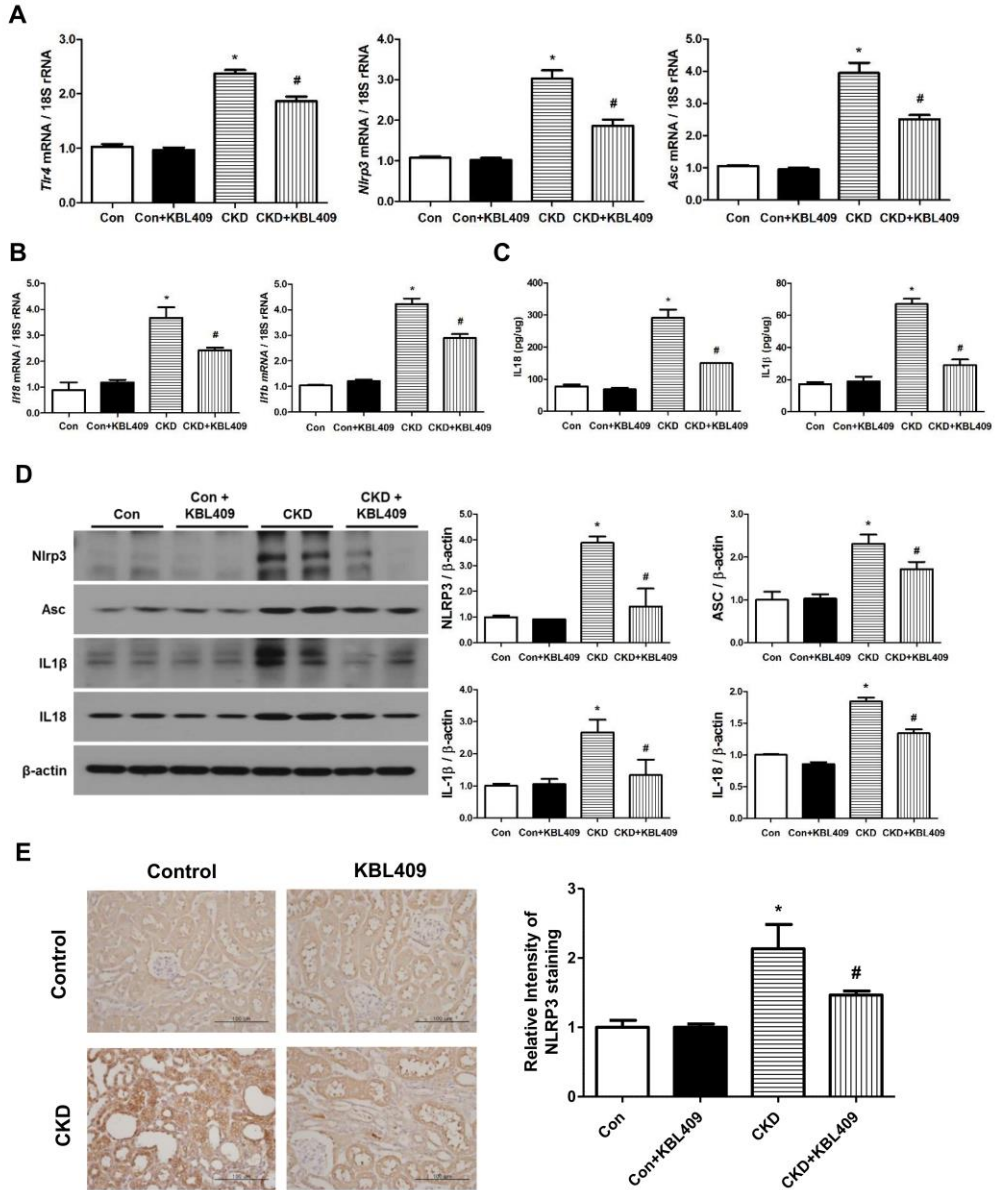 A
Tlr4 mRNA / 18S rRNA
4.0
3.0
2.0
1.0
0.0
*
#
Con
Con+KBL409
CKD
CKD+KBL409
Nlrp3 mRNA / 18S rRNA
4.0
3.0
2.0
1.0
0.0
*
#
Con
Con+KBL409
CKD
CKD+KBL409
Asc mRNA / 18S rRNA
5.0
4.0
3.0
2.0
1.0
0.0
*
#
Con
Con+KBL409
CKD
CKD+KBL409
B
Il18 mRNA / 18S rRNA
5.0
4.0
3.0
2.0
1.0
0.0
*
#
Con
Con+KBL409
CKD
CKD+KBL409
Il1b mRNA / 18S rRNA
5.0
4.0
3.0
2.0
1.0
0.0
*
#
Con
Con+KBL409
CKD
CKD+KBL409
C
IL18 (pg/ug)
400
300
200
100
0
*
#
Con
Con+KBL409
CKD
CKD+KBL409
IL1β (pg/ug)
80
60
40
20
0
*
#
Con
Con+KBL409
CKD
CKD+KBL409
D
Con
Con +
KBL409
CKD
CKD +
KBL409
Nlrp3
Asc
IL1β
IL18
β-actin
NLRP3 / β-actin
5.0
4.0
3.0
2.0
1.0
0.0
*
#
Con
Con+KBL409
CKD
CKD+KBL409
ASC / β-actin
3.0
2.0
1.0
0.0
*
#
Con
Con+KBL409
CKD
CKD+KBL409
IL-1β / β-actin
4.0
3.0
2.0
1.0
0.0
*
#
Con
Con+KBL409
CKD
CKD+KBL409
IL-18 / β-actin
2.0
1.5
1.0
0.5
0.0
*
#
Con
Con+KBL409
CKD
CKD+KBL409
E
Control
KBL409
Control
CKD
100 um
100 um
100 um
100 um
Relative Intensity of
NLRP3 staining
3
2
1
0
*
#
Con
Con+KBL409
CKD
CKD+KBL409